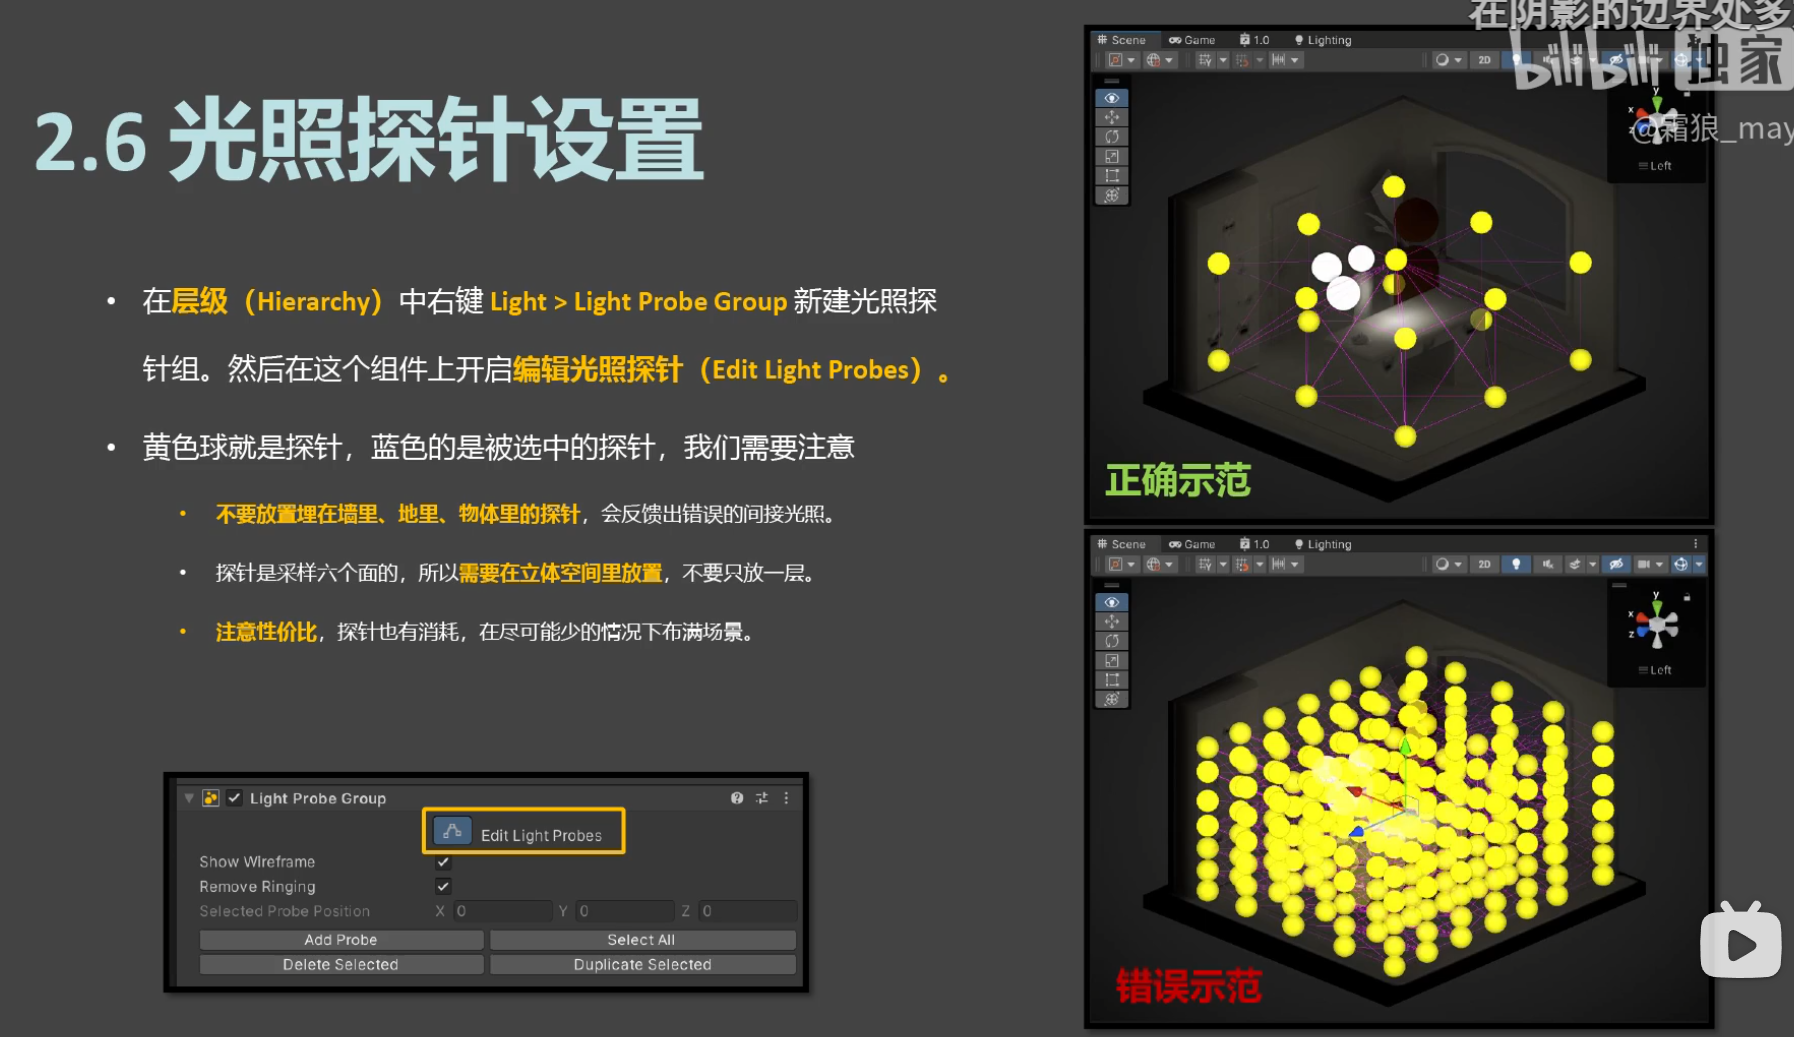 2.6 光照探针设置
在层级（Hierarchy）中右键 Light > Light Probe Group 新建光照探
针组。然后在这个组件上开启编辑光照探针（Edit Light Probes）。
黄色球就是探针，蓝色的是被选中的探针，我们需要注意
不要放置埋在墙里、地里、物体里的探针，会反馈出错误的间接光照。
探针是采样六个面的，所以需要在立体空间里放置，不要只放一层。
注意性价比，探针也有消耗，在尽可能少的情况下布满场景。
Light Probe Group
Edit Light Probes
Show Wireframe
Remove Ringing
Selected Probe Position X 0 Y 0 Z 0
Add Probe Select All
Delete Selected Duplicate Selected
在阴影的边界处多
bilibili 独家
@霜狼_may
Scene Game 1.0 Lighting
2D
y
x
z
Left
正确示范
Scene Game 1.0 Lighting
2D
y
x
z
Left
错误示范